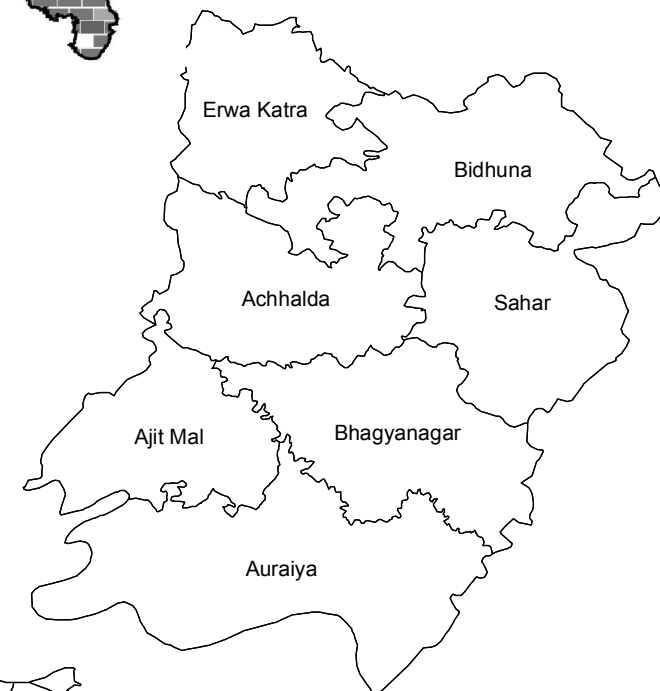 Erwa Katra
Bidhuna
Achhalda
Sahar
Ajit Mal
Bhagyanagar
Auraiya